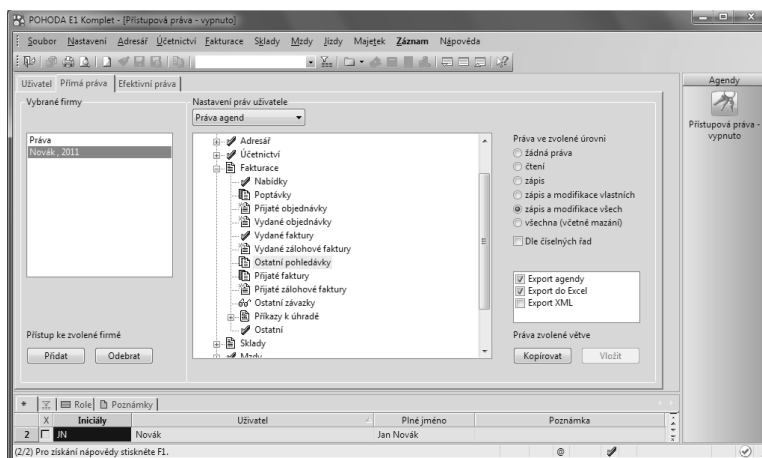 POHODA E1 Komplet - [Přístupová práva - vypnuto]
Soubor Nastavení Adresář Účetnictví Fakturace Sklady Mzdy Jízdy Majetek Záznam Nápověda
Uživatel Přímá práva Efektivní práva
Vybrané firmy
Práva
Novák , 2011
Přístup ke zvolené firmě
Přidat Odebrat
Nastavení práv uživatele
Práva agend
Adresář
Účetnictví
Fakturace
Nabídky
Poptávky
Přijaté objednávky
Vydané objednávky
Vydané faktury
Vydané zálohové faktury
Ostatní pohledávky
Přijaté faktury
Přijaté zálohové faktury
Ostatní závazky
Příkazy k úhradě
Ostatní
Sklady
Mzdy
Práva ve zvolené úrovni
žádná práva
čtení
zápis
zápis a modifikace vlastních
zápis a modifikace všech
všechna (včetně mazání)
Dle číselných řad
Export agendy
Export do Excel
Export XML
Práva zvolené větve
Kopírovat Vložit
Agendy
Přístupová práva -
vypnuto
* Role Poznámky
X Iniciály Uživatel Plné jméno Poznámka
2 JN Novák Jan Novák
(2/2) Pro získání nápovědy stiskněte F1. @